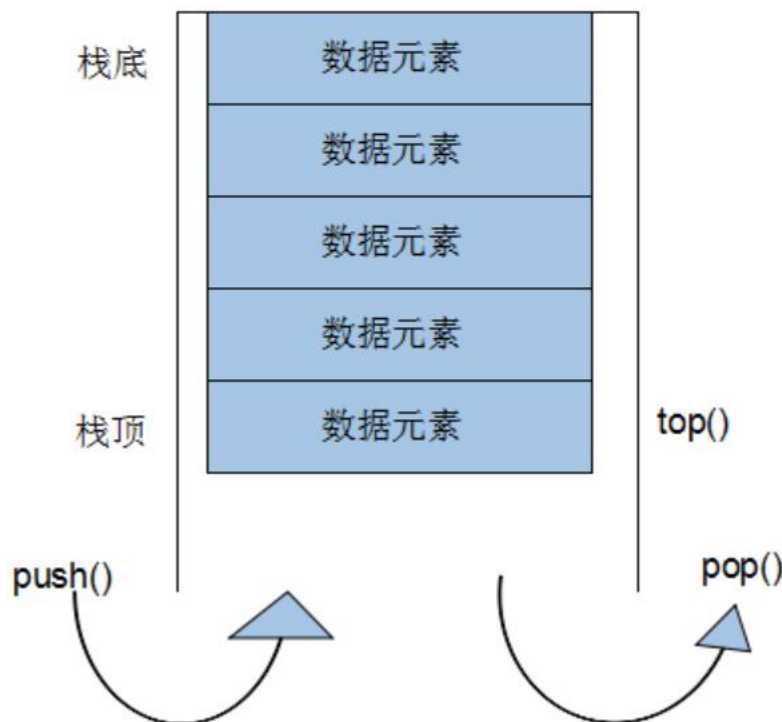 栈底
数据元素
数据元素
数据元素
数据元素
栈顶
数据元素
top()
push()
pop()